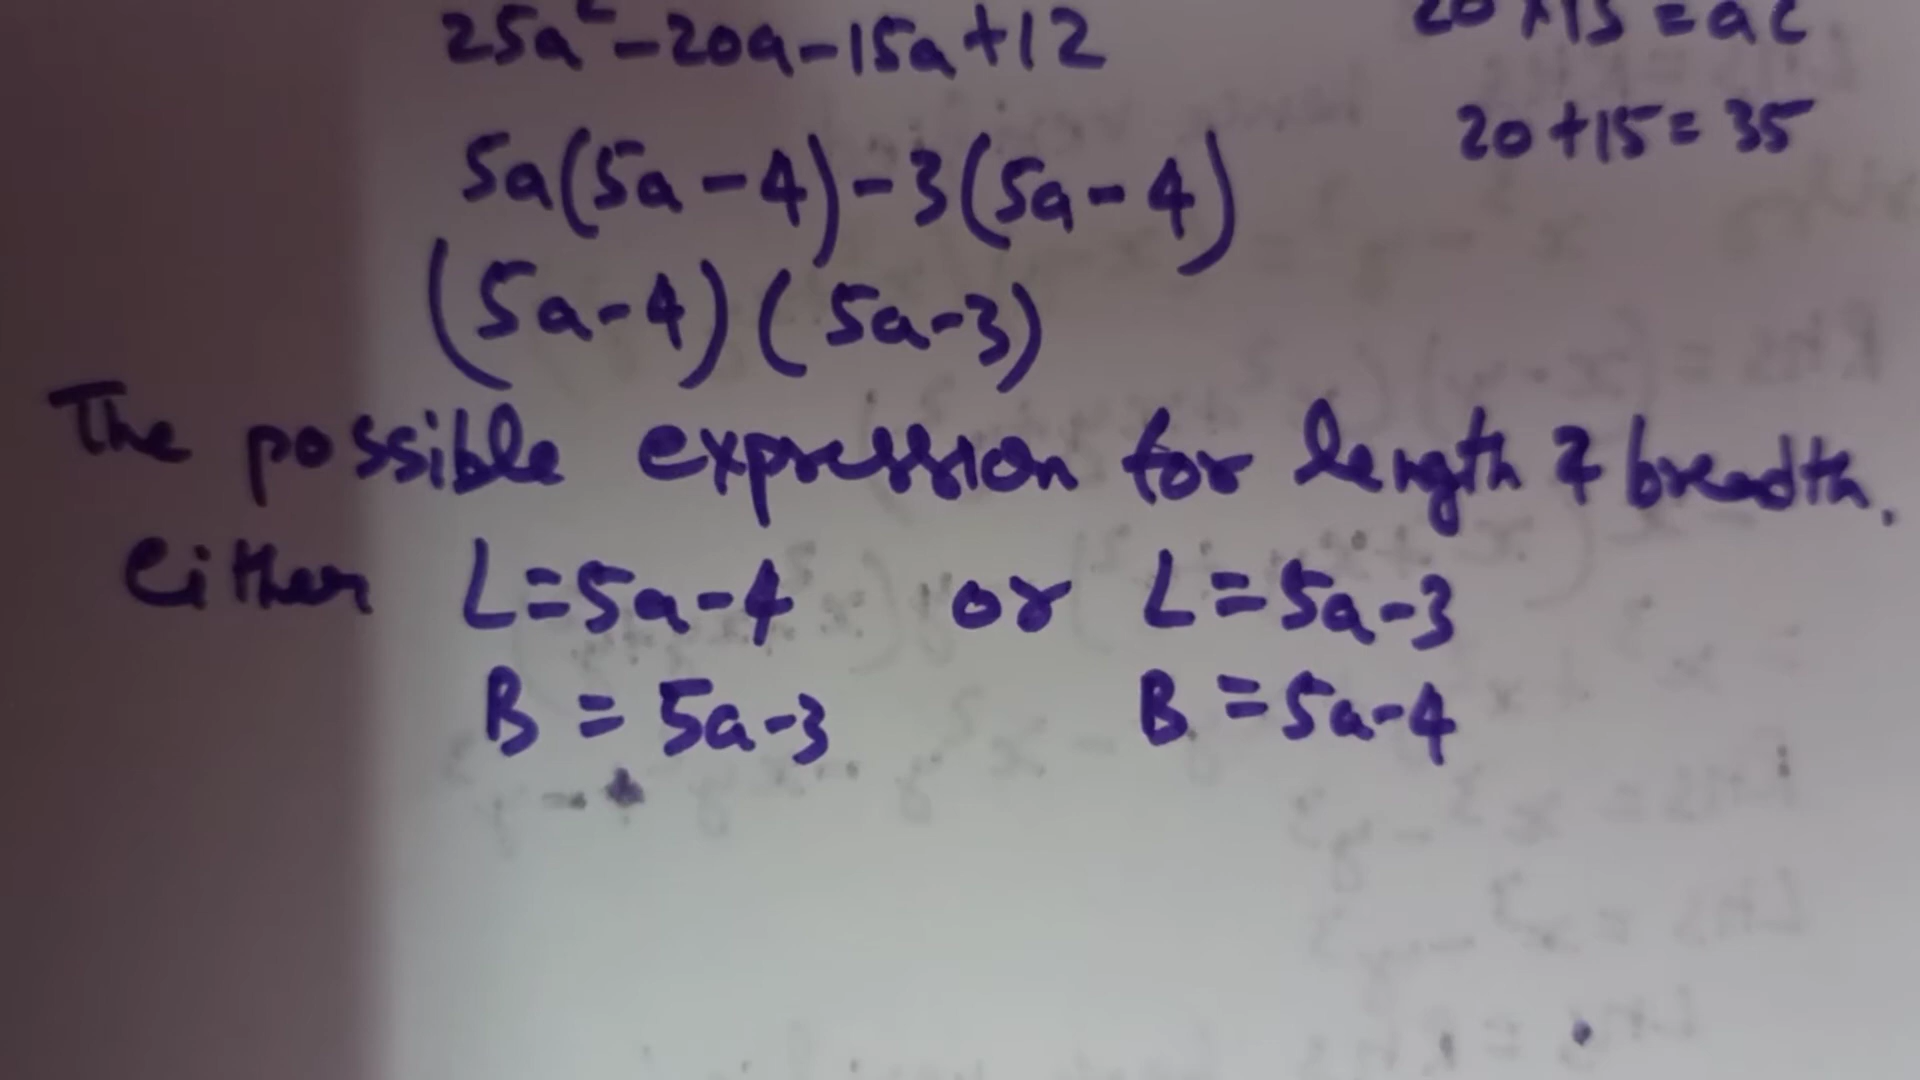 25a²-20a-15a+12
20×15=ac
20+15=35
5a(5a-4)-3(5a-4)
(5a-4)(5a-3)
The possible expression for length & breadth.
either L=5a-4 or L=5a-3
B=5a-3 B=5a-4